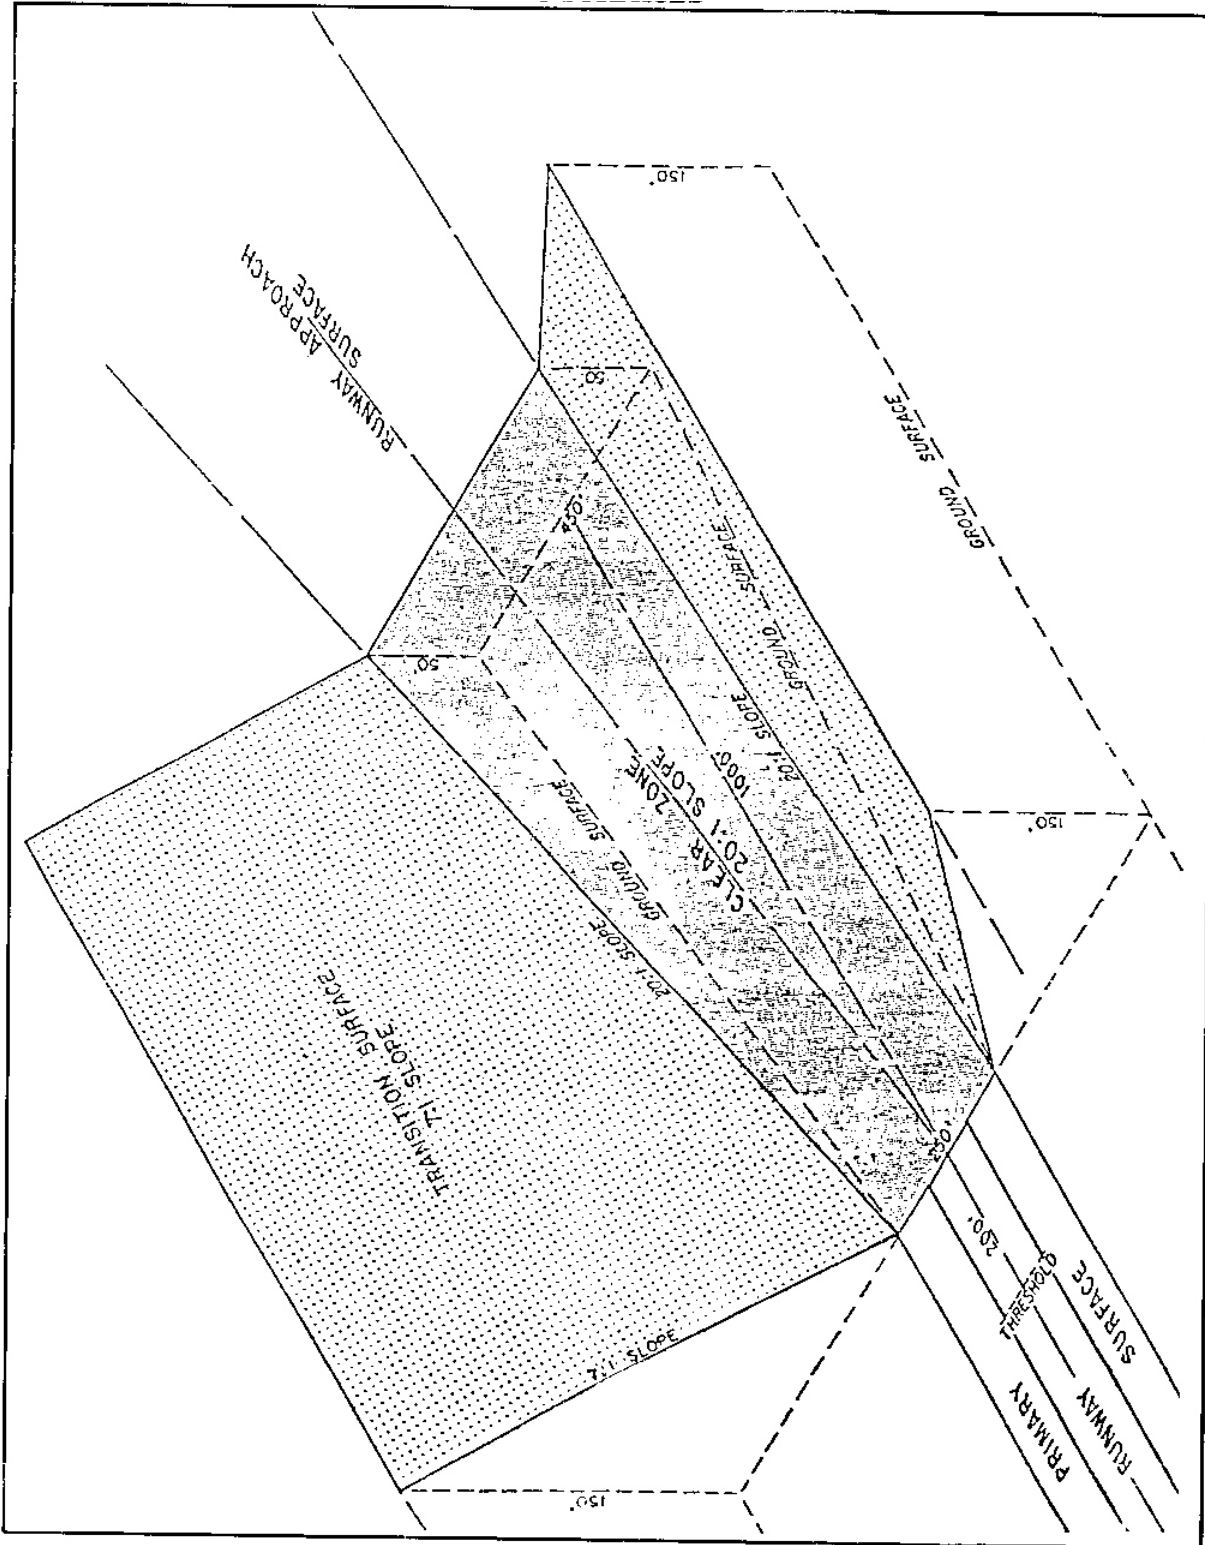 150'
RUNWAY APPROACH
SURFACE
50'
450'
GROUND SURFACE
50'
GROUND SURFACE
20:1 SLOPE
1000'
CLEAR ZONE
20:1 SLOPE
GROUND SURFACE
20:1 SLOPE
150'
TRANSITION SURFACE
7:1 SLOPE
250'
200'
THRESHOLD
7:1 SLOPE
PRIMARY SURFACE
RUNWAY
150'